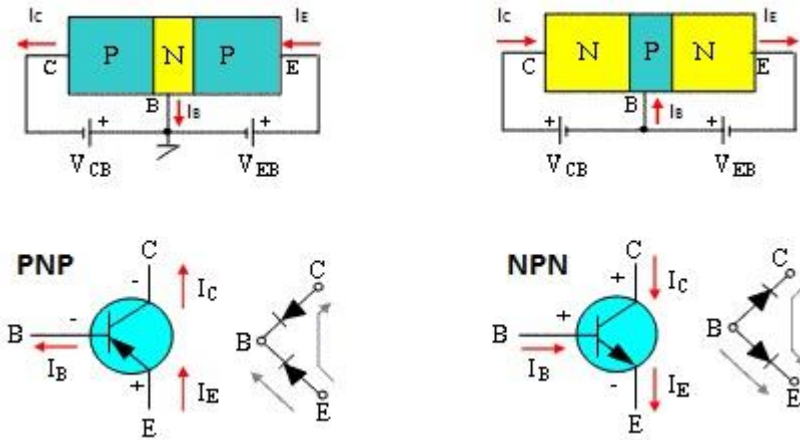 IC IE
P N P
C E
B IB
+ +
VCB VEB
IC IE
N P N
C E
B IB
+ +
VCB VEB
PNP
C
- IC
B -
IB + IE
E
C
B
E
NPN
C
+ IC
B +
IB - IE
E
C
B
E